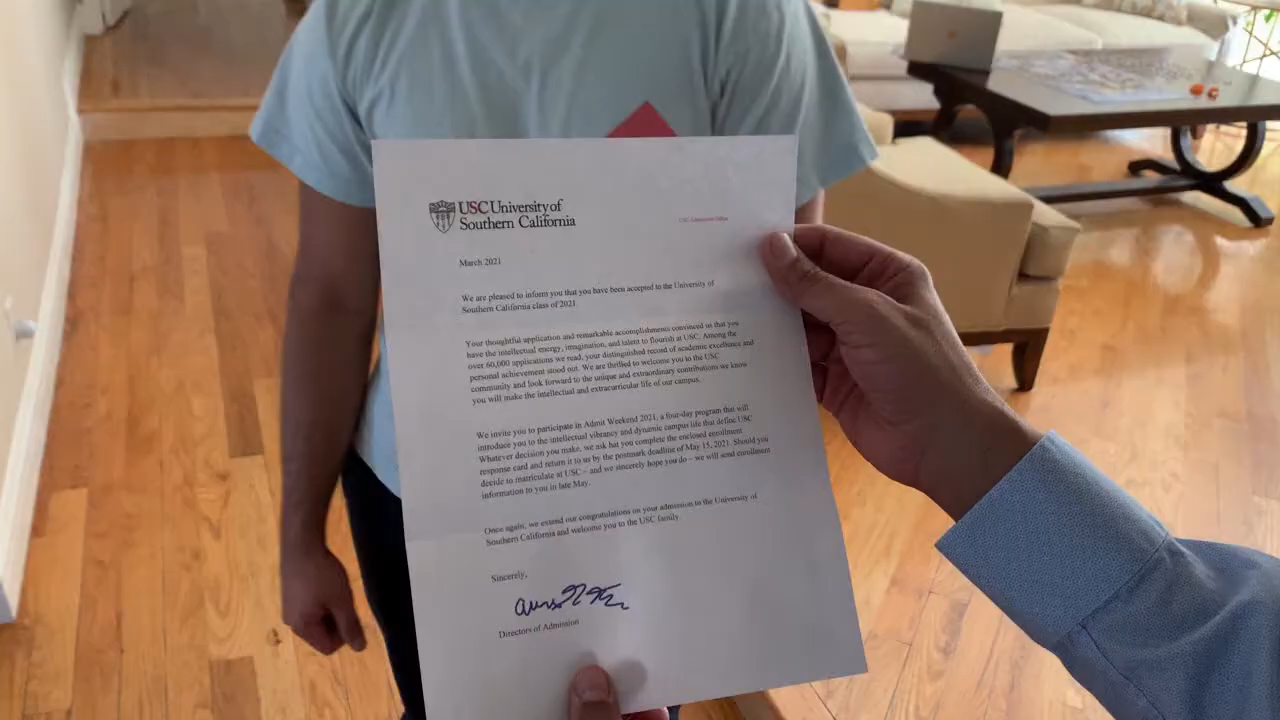 USC University of
Southern California
USC Admissions Office
March 2021
We are pleased to inform you that you have been accepted to the University of
Southern California class of 2021.
Your thoughtful application and remarkable accomplishments convinced us that you
have the intellectual energy, imagination, and talent to flourish at USC. Among the
over 60,000 applications we read, your distinguished record of academic excellence and
personal achievement stood out. We are thrilled to welcome you to the USC
community and look forward to the unique and extraordinary contributions we know
you will make the intellectual and extracurricular life of our campus.
We invite you to participate in Admit Weekend 2021, a four-day program that will
introduce you to the intellectual vibrancy and dynamic campus life that define USC
Whatever decision you make, we ask hat you complete the enclosed enrollment
response card and return it to us by the postmark deadline of May 15, 2021. Should you
decide to matriculate at USC – and we sincerely hope you do – we will send enrollment
information to you in late May.
Once again, we extend our congratulations on your admission to the University of
Southern California and welcome you to the USC family.
Sincerely,
Directors of Admission